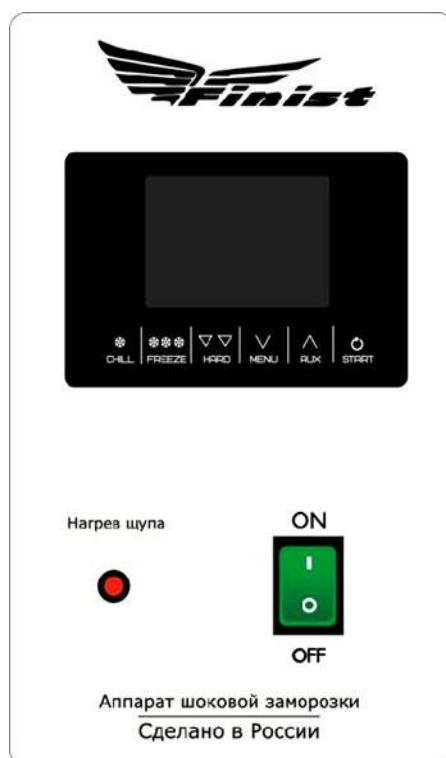 Finist
CHILL FREEZE HARD MENU AUX START
Нагрев щупа
ON
OFF
Аппарат шоковой заморозки
Сделано в России